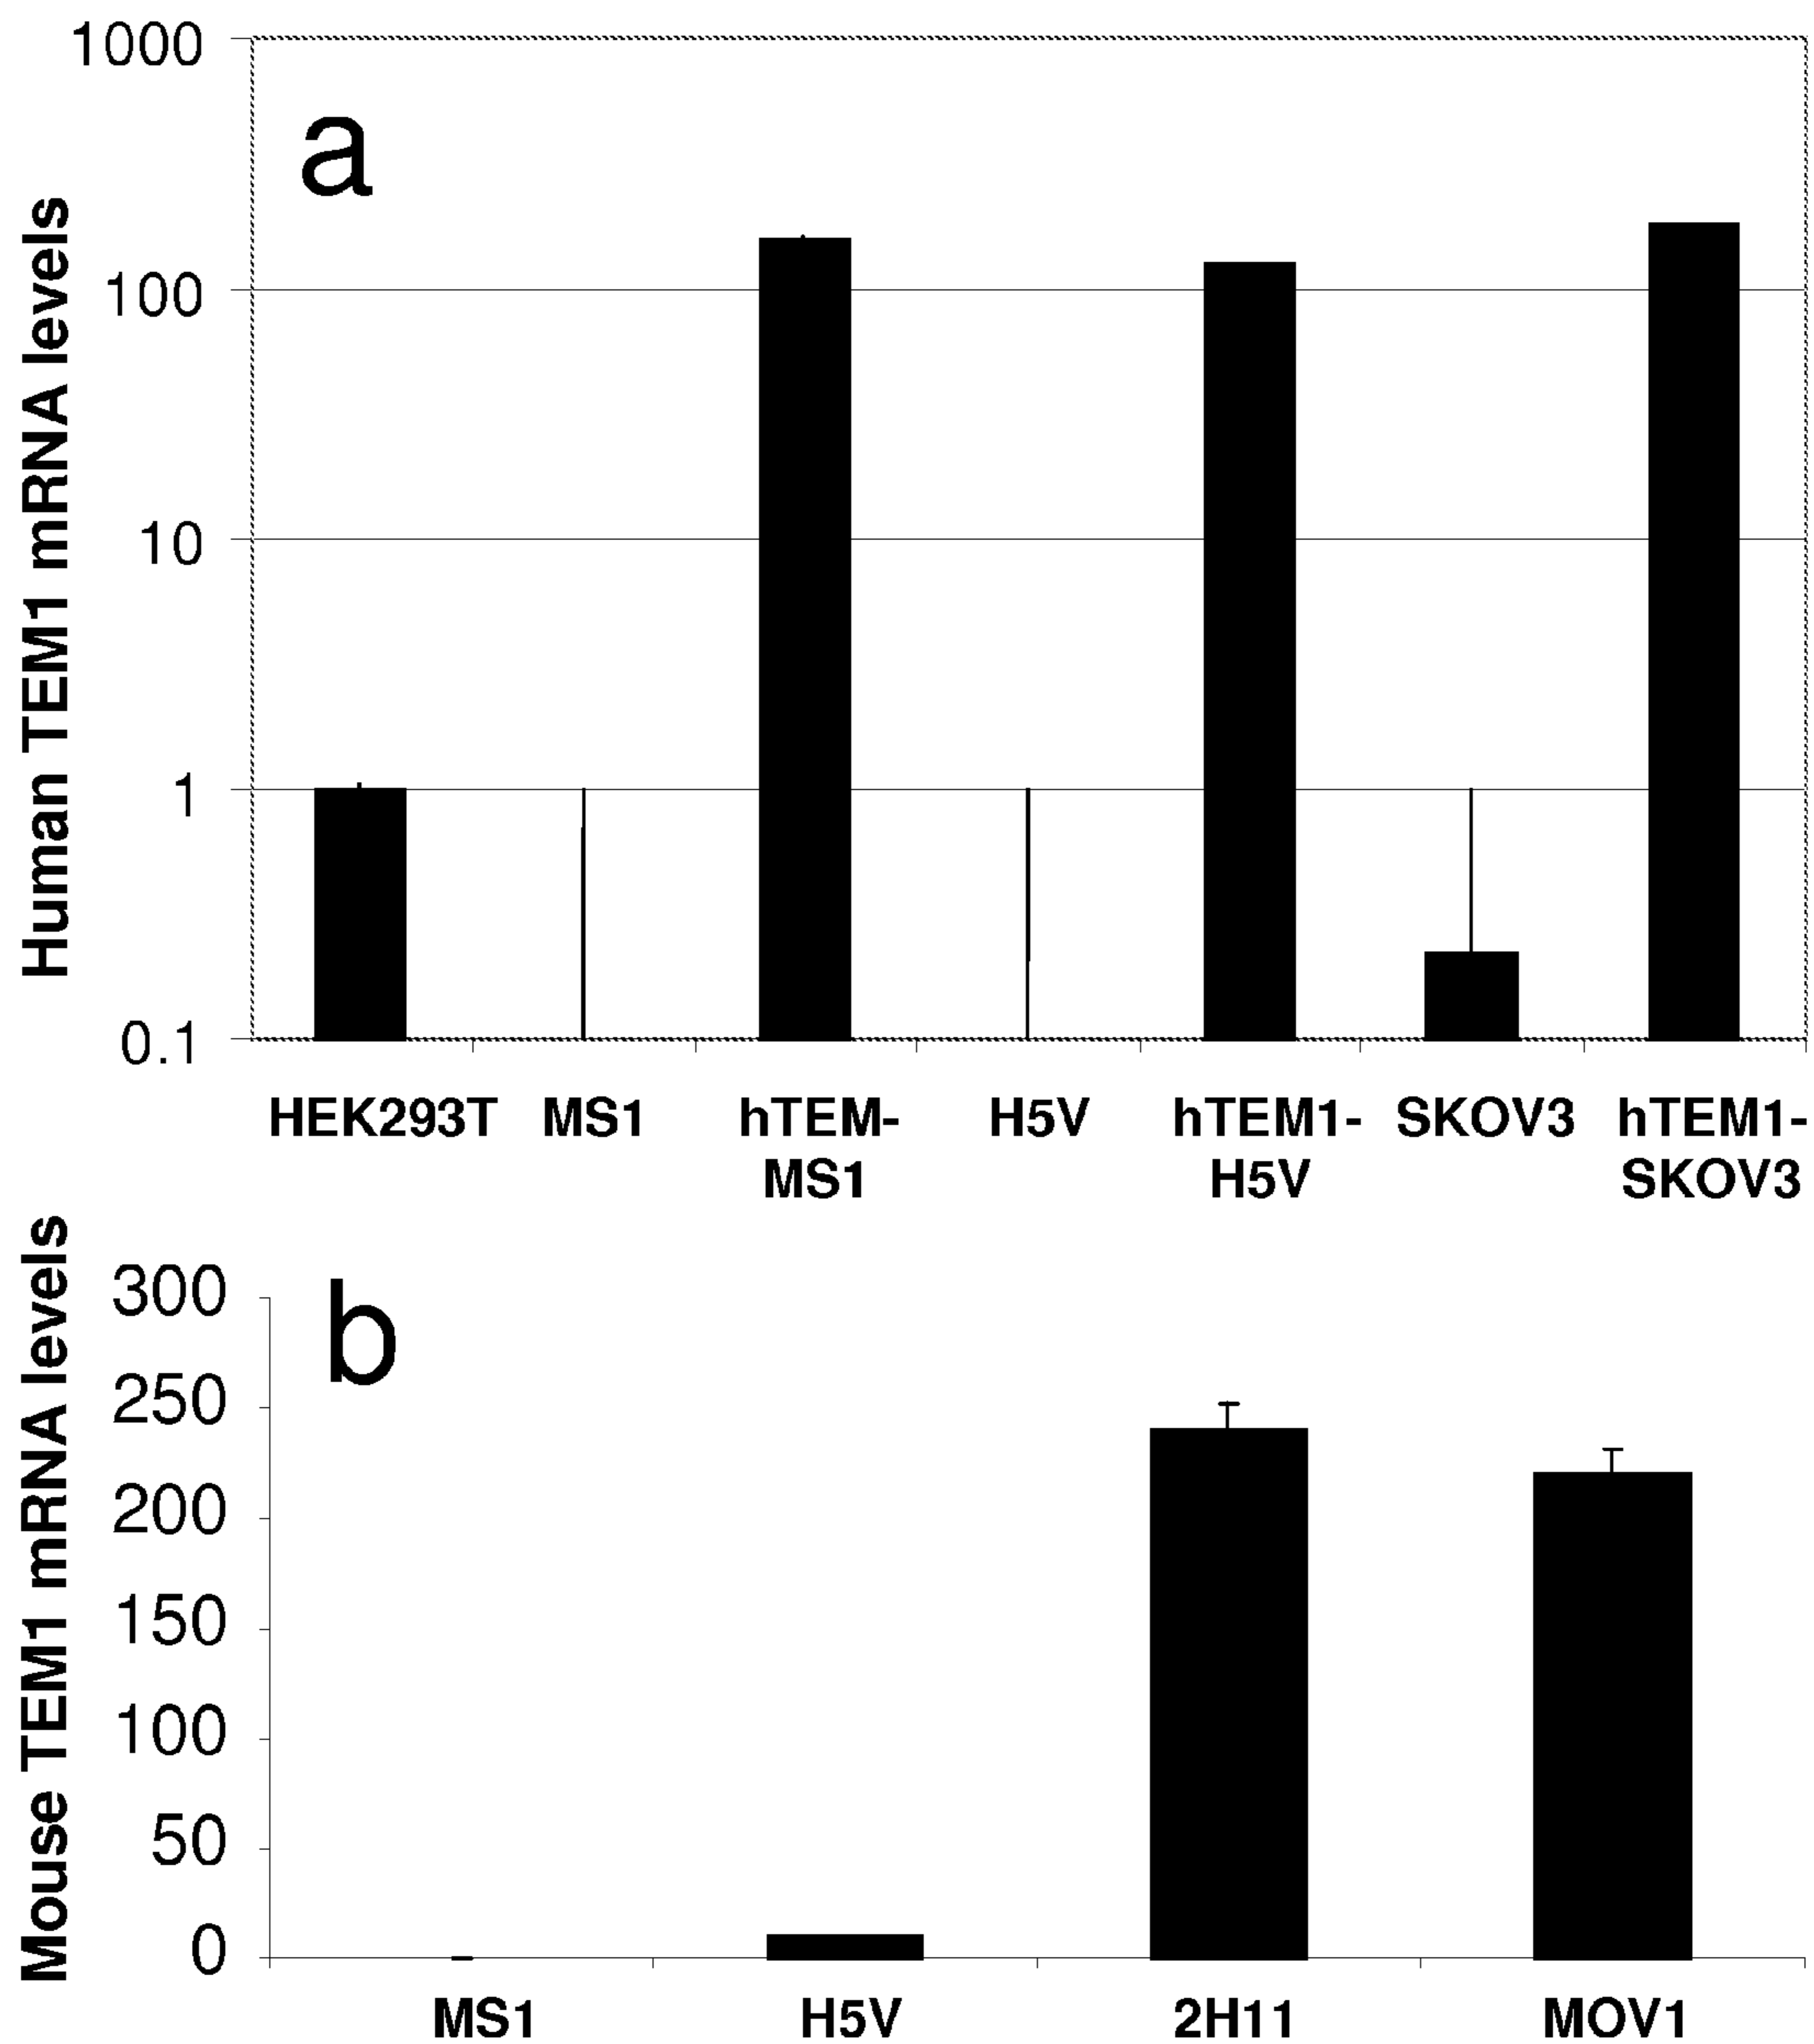 a
Human TEM1 mRNA levels
1000
100
10
1
0.1
HEK293T MS1 hTEM- H5V hTEM1- SKOV3 hTEM1-
MS1 H5V SKOV3
b
Mouse TEM1 mRNA levels
300
250
200
150
100
50
0
MS1 H5V 2H11 MOV1